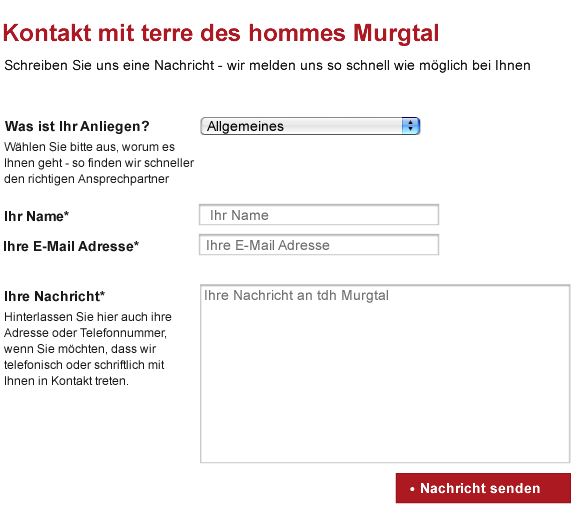 Kontakt mit terre des hommes Murgtal
Schreiben Sie uns eine Nachricht - wir melden uns so schnell wie möglich bei Ihnen
Was ist Ihr Anliegen?
Allgemeines
Wählen Sie bitte aus, worum es
Ihnen geht - so finden wir schneller
den richtigen Ansprechpartner
Ihr Name*
Ihr Name
Ihre E-Mail Adresse*
Ihre E-Mail Adresse
Ihre Nachricht*
Ihre Nachricht an tdh Murgtal
Hinterlassen Sie hier auch ihre
Adresse oder Telefonnummer,
wenn Sie möchten, dass wir
telefonisch oder schriftlich mit
Ihnen in Kontakt treten.
• Nachricht senden